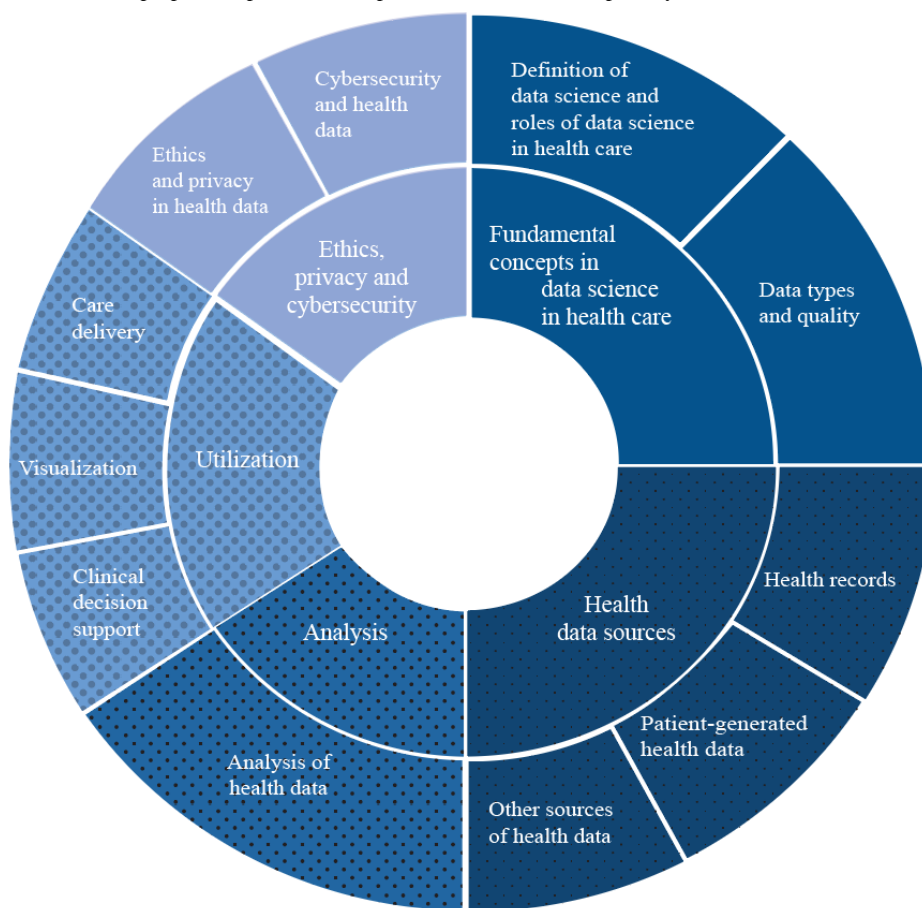 Cybersecurity
and health
data
Definition of
data science and
roles of data science
in health care
Ethics
and privacy
in health data
Ethics,
privacy and
cybersecurity
Fundamental
concepts in
data science
in health care
Data types
and quality
Care
delivery
Visualization
Utilization
Clinical
decision
support
Analysis
Health
data sources
Health records
Patient-generated
health data
Analysis of
health data
Other sources
of health data